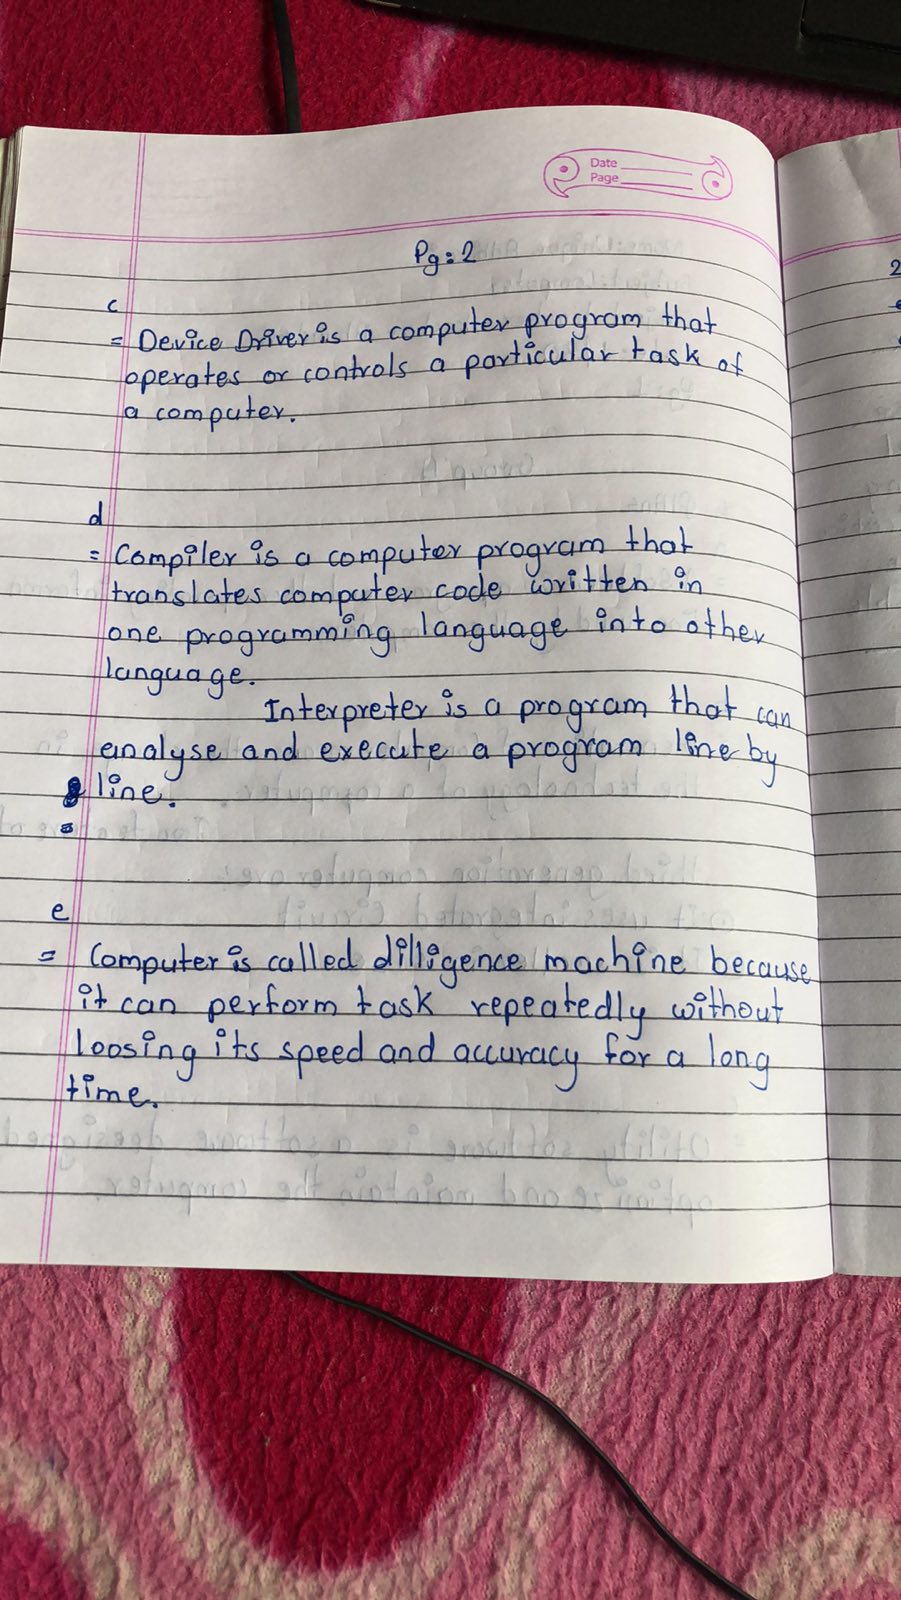 Date
Page
Pg:2
c
= Device Driver is a computer program that
operates or controls a particular task of
a computer.
d
= Compiler is a computer program that
translates computer code written in
one programming language into other
language.
Interpreter is a program that can
analyse and execute a program line by
line.
e
= Computer is called dilligence machine because
it can perform task repeatedly without
loosing its speed and accuracy for a long
time.
2